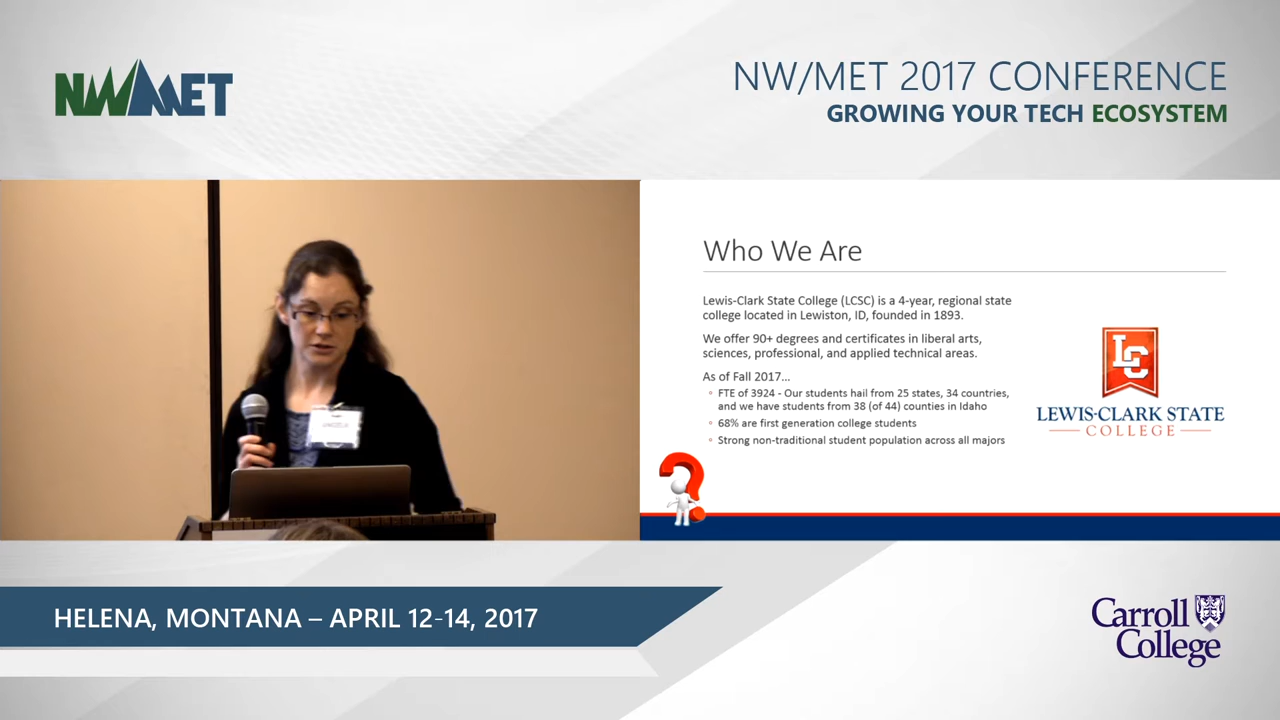 NWMET
NW/MET 2017 CONFERENCE
GROWING YOUR TECH ECOSYSTEM
Who We Are
Lewis-Clark State College (LCSC) is a 4-year, regional state
college located in Lewiston, ID, founded in 1893.
We offer 90+ degrees and certificates in liberal arts,
sciences, professional, and applied technical areas.
As of Fall 2017...
FTE of 3924 - Our students hail from 25 states, 34 countries,
and we have students from 38 (of 44) counties in Idaho
68% are first generation college students
Strong non-traditional student population across all majors
LC
LEWIS-CLARK STATE
COLLEGE
HELENA, MONTANA – APRIL 12-14, 2017
Carroll
College